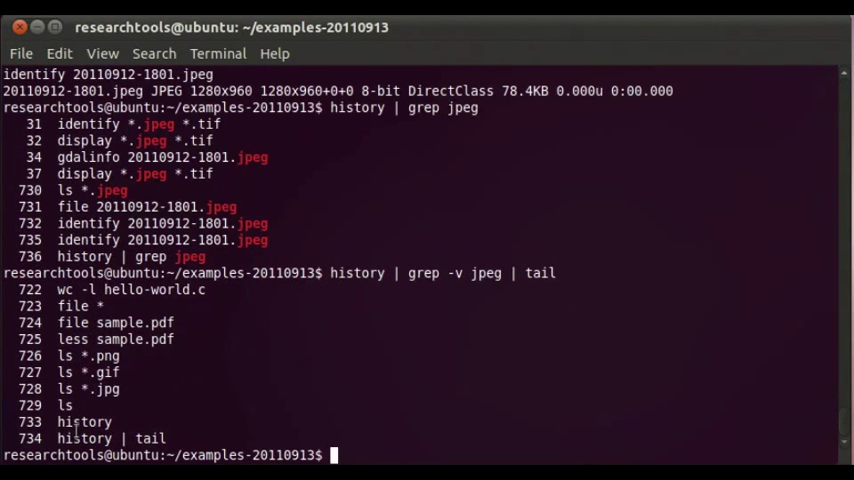 researchtools@ubuntu: ~/examples-20110913
File Edit View Search Terminal Help
identify 20110912-1801.jpeg
20110912-1801.jpeg JPEG 1280x960 1280x960+0+0 8-bit DirectClass 78.4KB 0.000u 0:00.000
researchtools@ubuntu:~/examples-20110913$ history | grep jpeg
31 identify *.jpeg *.tif
32 display *.jpeg *.tif
34 gdalinfo 20110912-1801.jpeg
37 display *.jpeg *.tif
730 ls *.jpeg
731 file 20110912-1801.jpeg
732 identify 20110912-1801.jpeg
735 identify 20110912-1801.jpeg
736 history | grep jpeg
researchtools@ubuntu:~/examples-20110913$ history | grep -v jpeg | tail
722 wc -l hello-world.c
723 file *
724 file sample.pdf
725 less sample.pdf
726 ls *.png
727 ls *.gif
728 ls *.jpg
729 ls
733 history
734 history | tail
researchtools@ubuntu:~/examples-20110913$